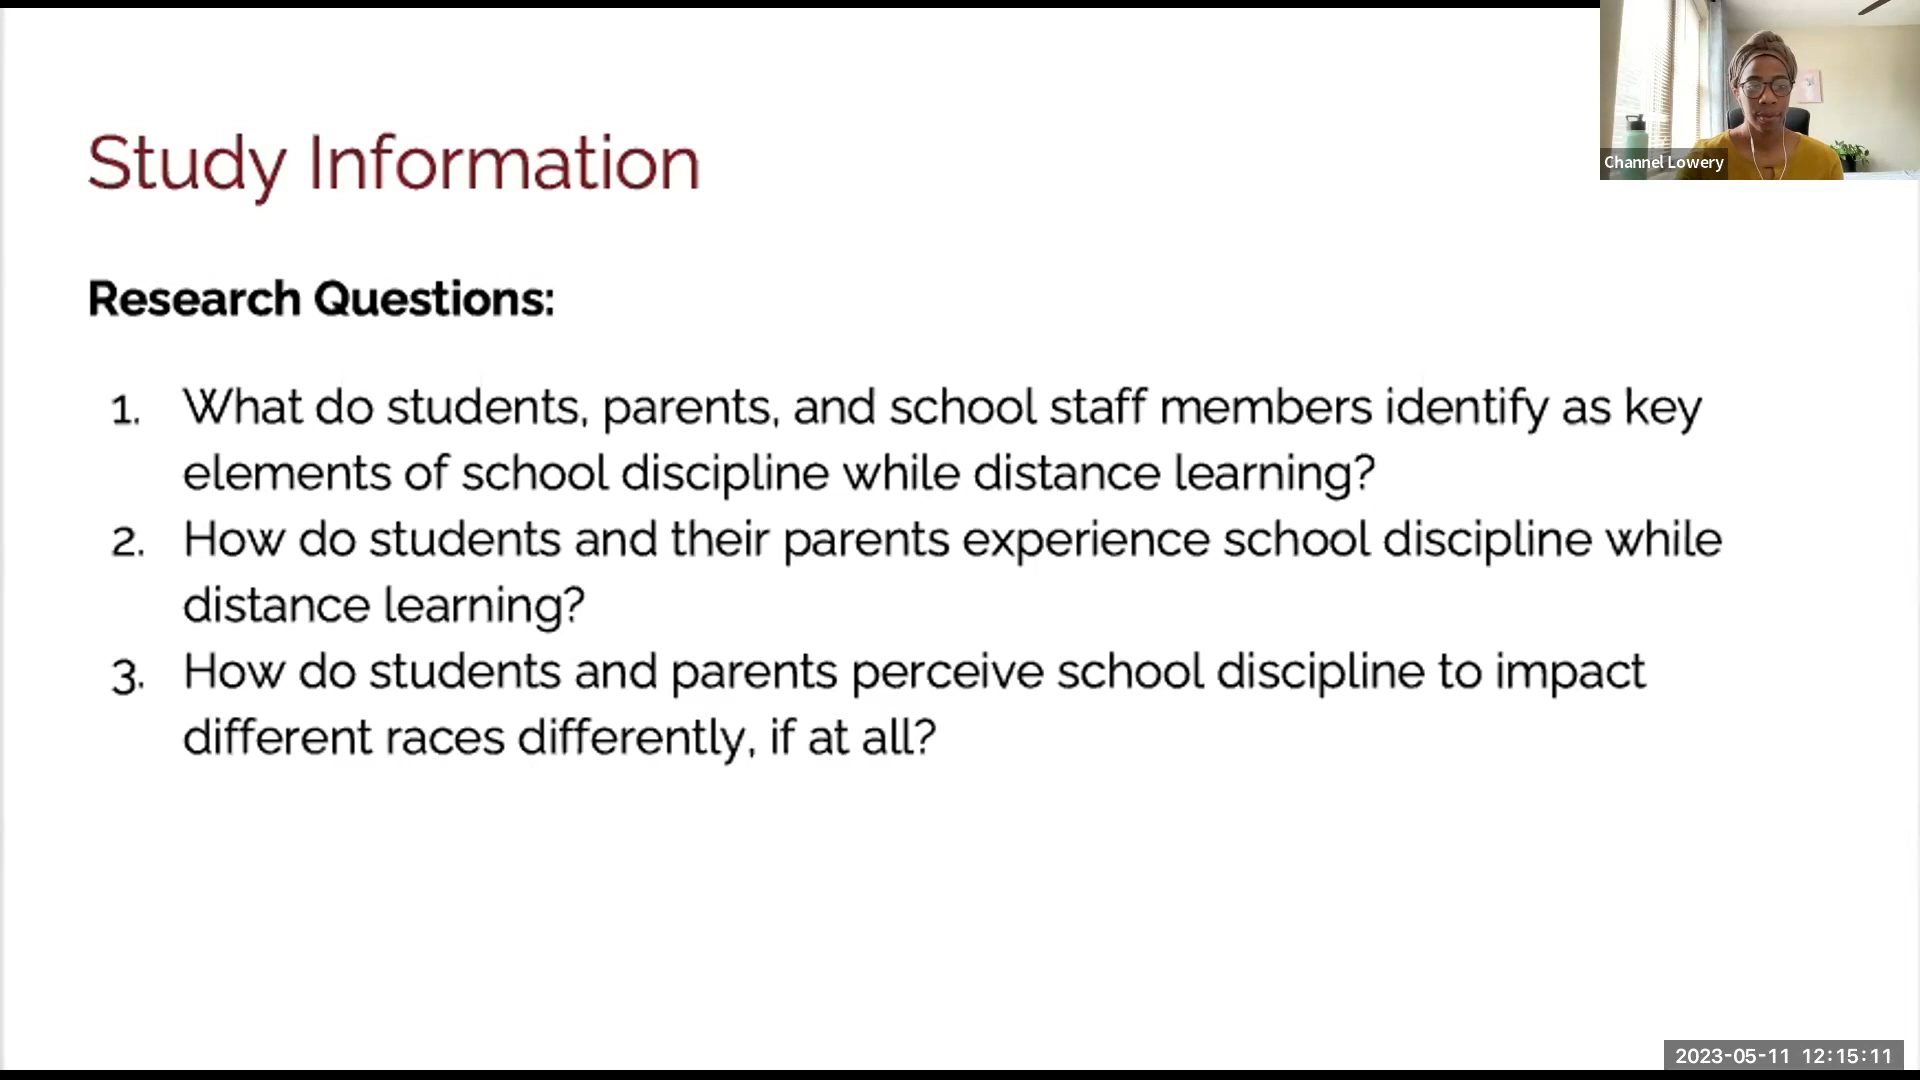 Study Information
Channel Lowery
Research Questions:
1. What do students, parents, and school staff members identify as key
elements of school discipline while distance learning?
2. How do students and their parents experience school discipline while
distance learning?
3. How do students and parents perceive school discipline to impact
different races differently, if at all?
2023-05-11 12:15:11